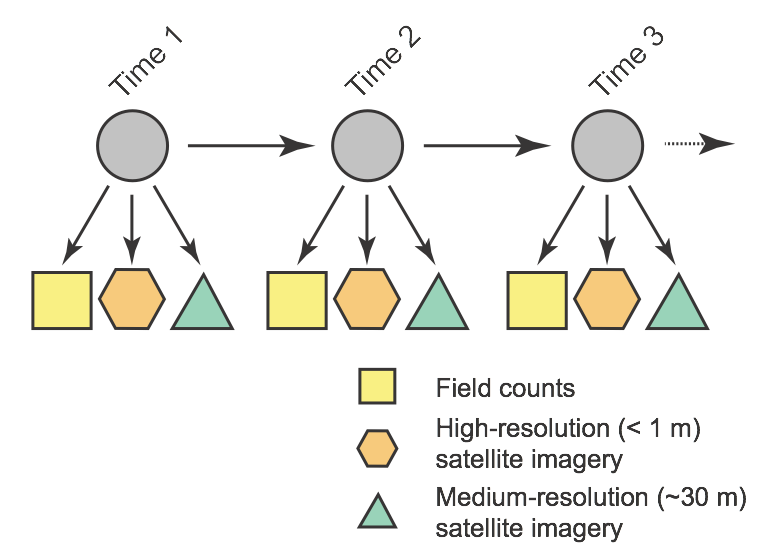 Time 1
Time 2
Time 3
Field counts
High-resolution (< 1 m)
satellite imagery
Medium-resolution (~30 m)
satellite imagery